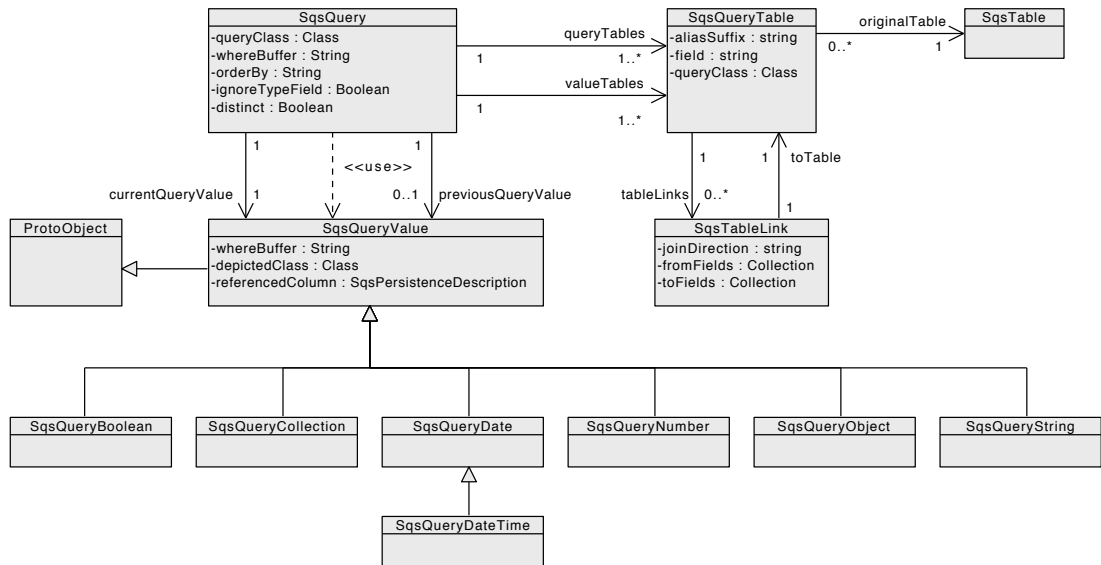 SqsQuery
-queryClass : Class
-whereBuffer : String
-orderBy : String
-ignoreTypeField : Boolean
-distinct : Boolean
queryTables
1
1..*
valueTables
1
1..*
SqsQueryTable
-aliasSuffix : string
-field : string
-queryClass : Class
originalTable
0..*
1
SqsTable
1
currentQueryValue
1
<<use>>
1
0..1
previousQueryValue
1
tableLinks
0..*
1
toTable
1
ProtoObject
SqsQueryValue
-whereBuffer : String
-depictedClass : Class
-referencedColumn : SqsPersistenceDescription
SqsTableLink
-joinDirection : string
-fromFields : Collection
-toFields : Collection
SqsQueryBoolean
SqsQueryCollection
SqsQueryDate
SqsQueryNumber
SqsQueryObject
SqsQueryString
SqsQueryDateTime